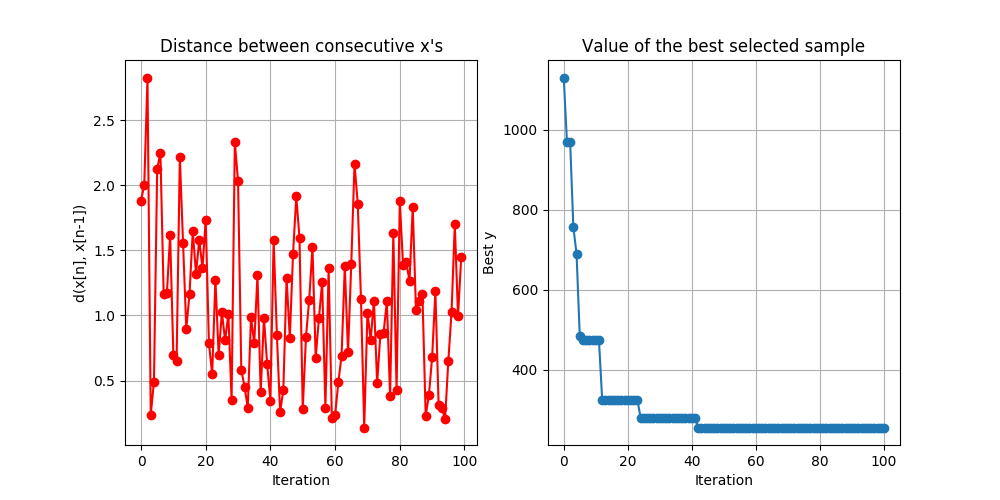 Distance between consecutive x's
d(x[n], x[n-1])
2.5
2.0
1.5
1.0
0.5
0 20 40 60 80 100
Iteration
Value of the best selected sample
Best y
1000
800
600
400
0 20 40 60 80 100
Iteration